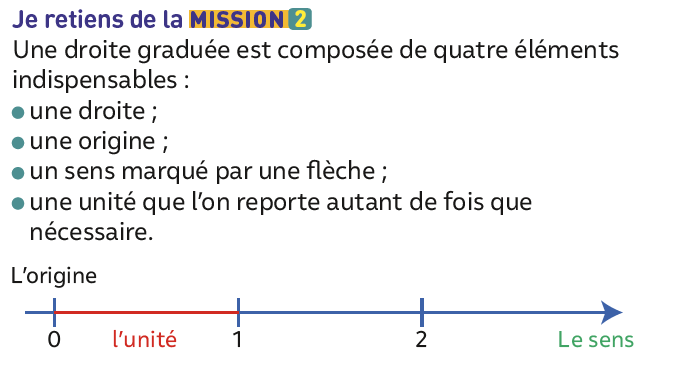 Je retiens de la MISSION 2
Une droite graduée est composée de quatre éléments
indispensables :
● une droite ;
● une origine ;
● un sens marqué par une flèche ;
● une unité que l'on reporte autant de fois que
nécessaire.
L'origine
0 l'unité 1 2 Le sens